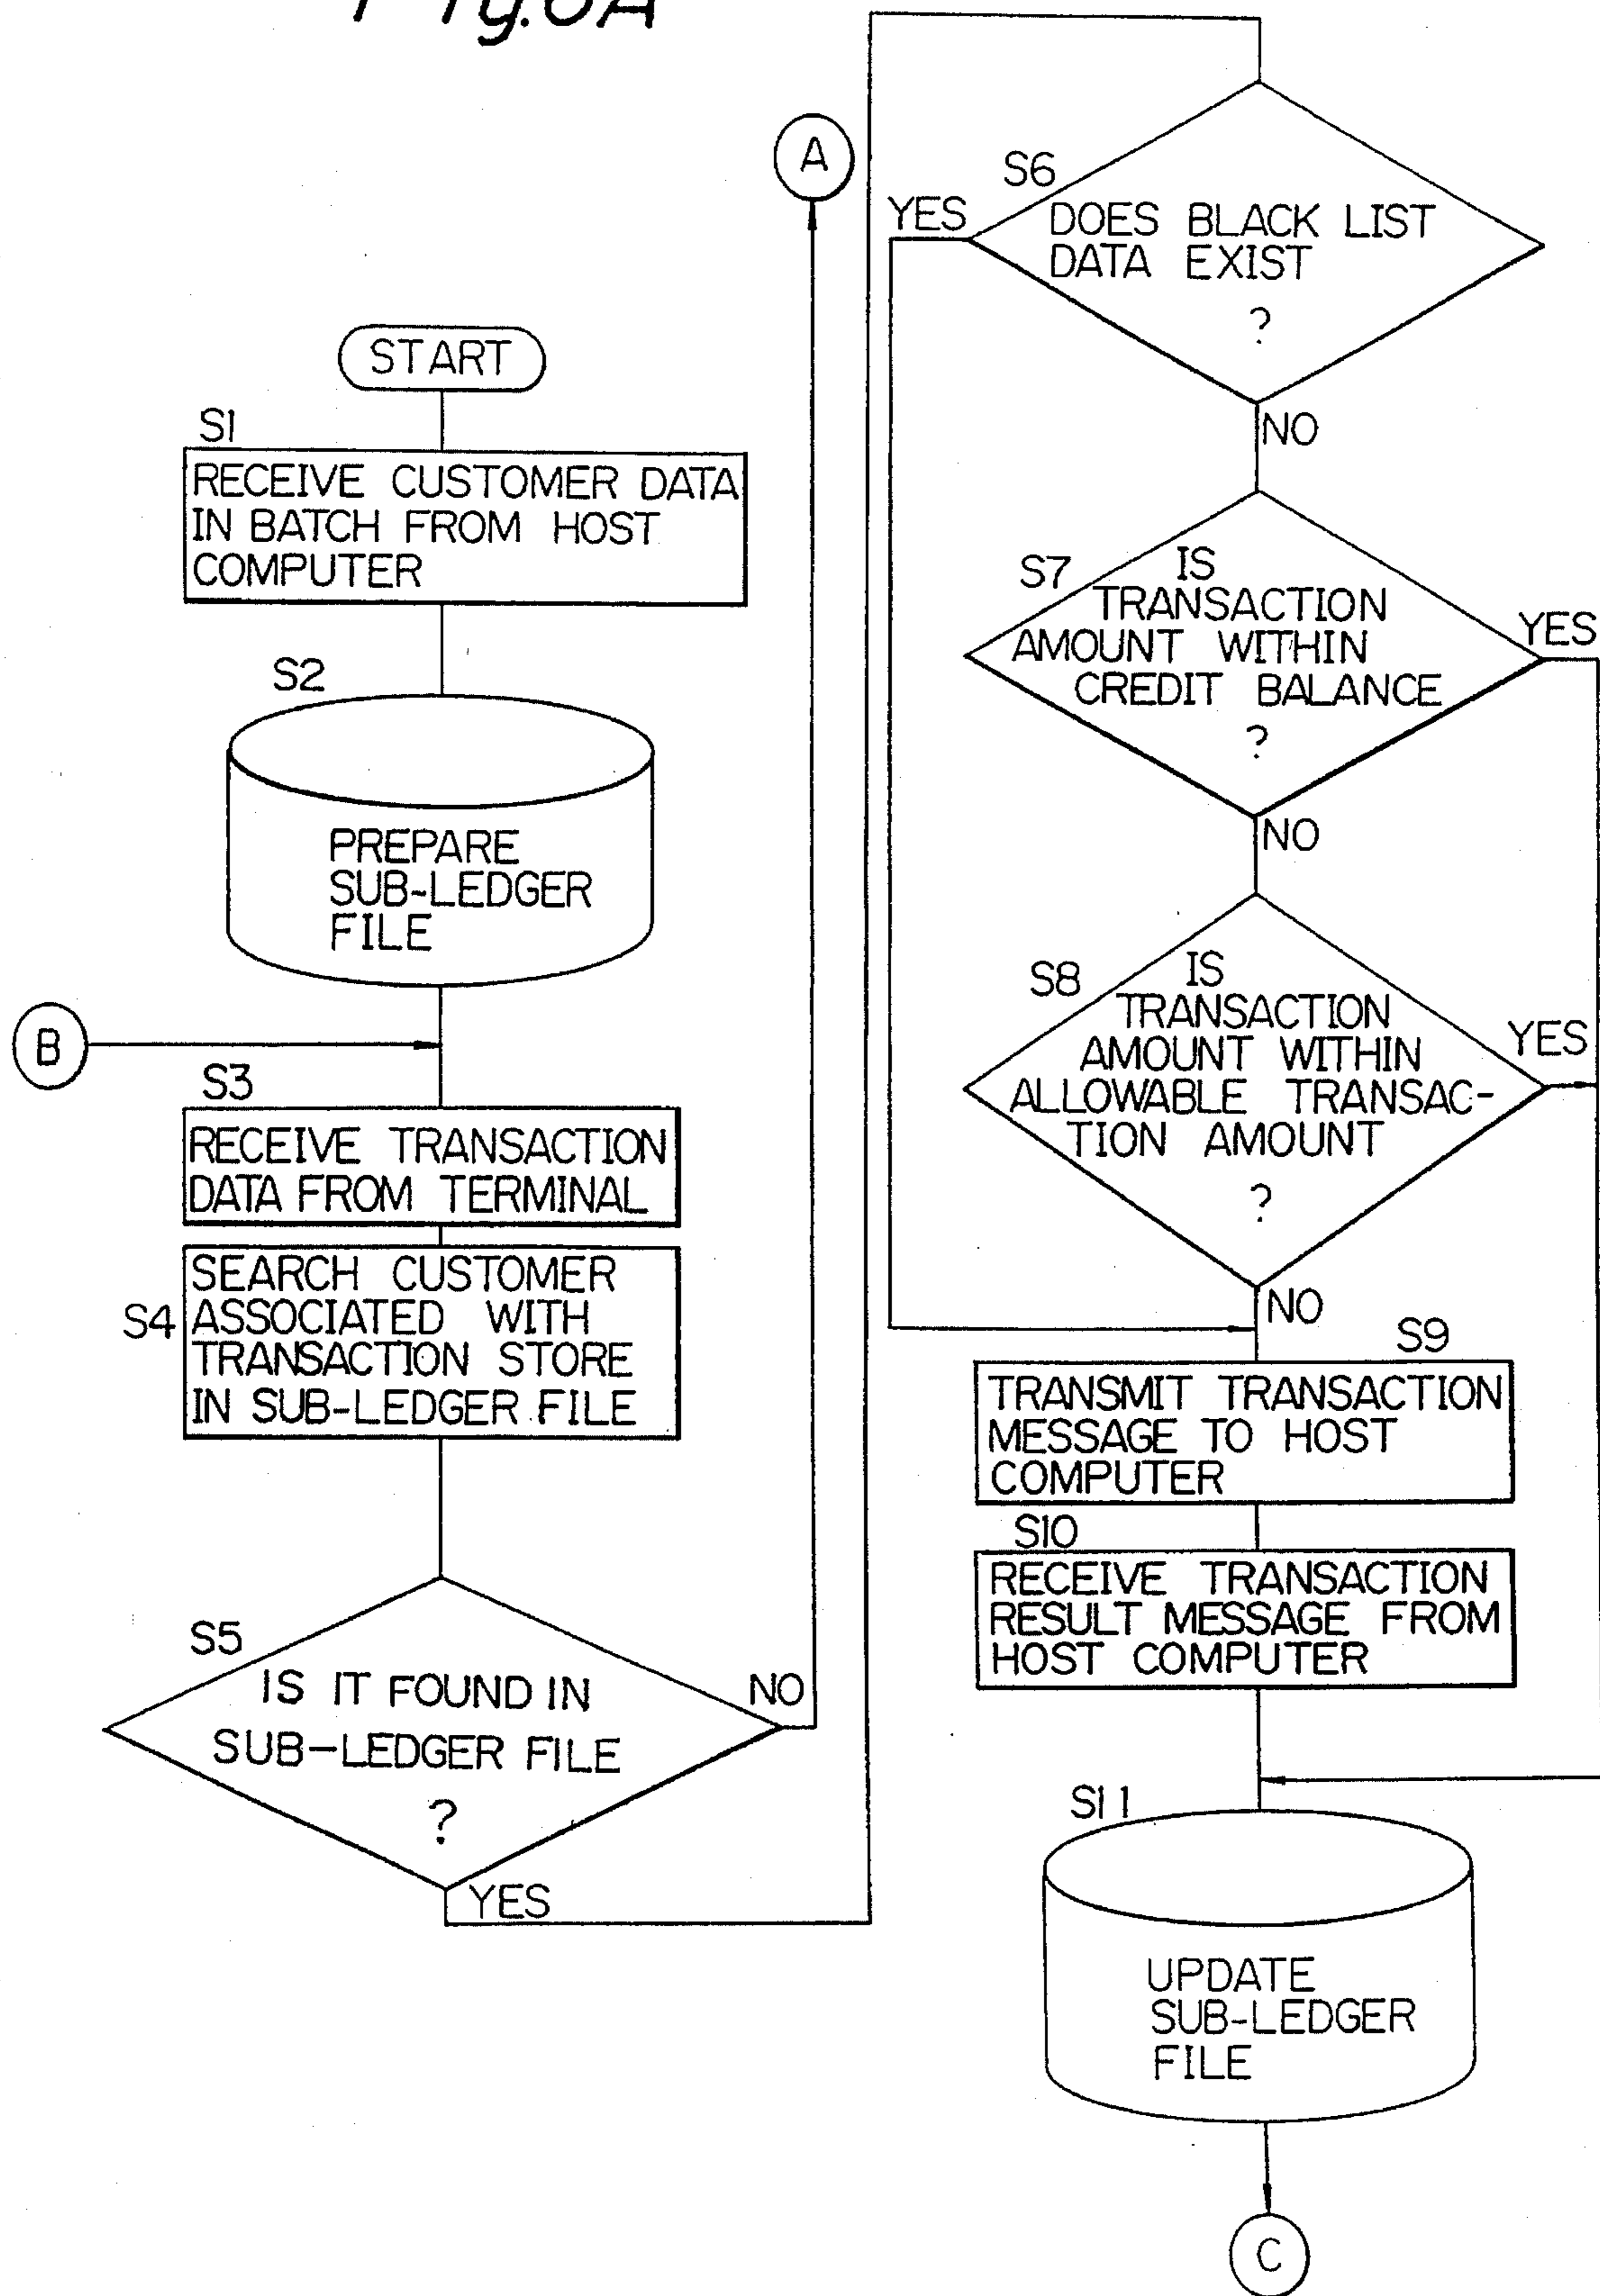 Fig.6A
START
S1
RECEIVE CUSTOMER DATA
IN BATCH FROM HOST
COMPUTER
S2
PREPARE
SUB-LEDGER
FILE
B
S3
RECEIVE TRANSACTION
DATA FROM TERMINAL
S4
SEARCH CUSTOMER
ASSOCIATED WITH
TRANSACTION STORE
IN SUB-LEDGER FILE
S5
IS IT FOUND IN
SUB-LEDGER FILE
?
NO
YES
A
S6
DOES BLACK LIST
DATA EXIST
?
YES
NO
S7
IS
TRANSACTION
AMOUNT WITHIN
CREDIT BALANCE
?
YES
NO
S8
IS
TRANSACTION
AMOUNT WITHIN
ALLOWABLE TRANSAC-
TION AMOUNT
?
YES
NO
S9
TRANSMIT TRANSACTION
MESSAGE TO HOST
COMPUTER
S10
RECEIVE TRANSACTION
RESULT MESSAGE FROM
HOST COMPUTER
S11
UPDATE
SUB-LEDGER
FILE
C